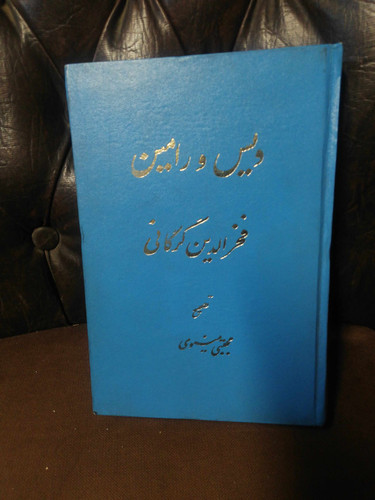 ویس و رامین
فخرالدین گرگانی
تصحیح
مجتبی مینوی